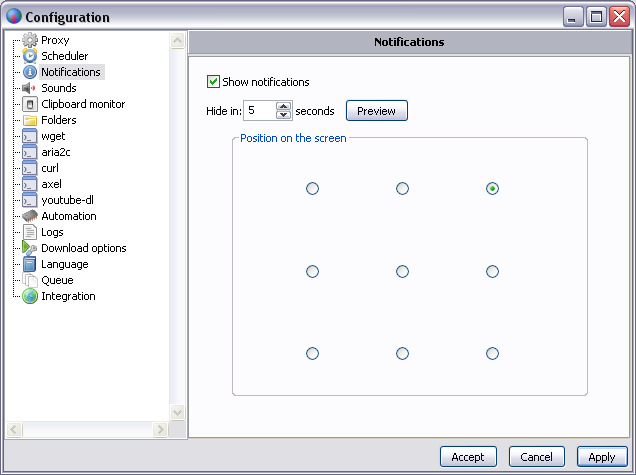 Configuration
Proxy
Scheduler
Notifications
Sounds
Clipboard monitor
Folders
wget
aria2c
curl
axel
youtube-dl
Automation
Logs
Download options
Language
Queue
Integration
Notifications
Show notifications
Hide in: 5 seconds Preview
Position on the screen
Accept Cancel Apply